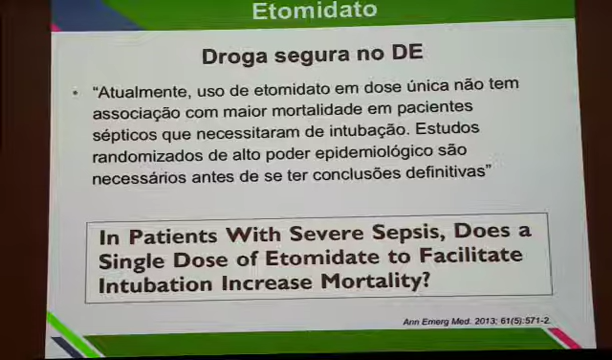 Etomidato
Droga segura no DE
• “Atualmente, uso de etomidato em dose única não tem
associação com maior mortalidade em pacientes
sépticos que necessitaram de intubação. Estudos
randomizados de alto poder epidemiológico são
necessários antes de se ter conclusões definitivas”
In Patients With Severe Sepsis, Does a
Single Dose of Etomidate to Facilitate
Intubation Increase Mortality?
Ann Emerg Med. 2013; 61(5):571-2.